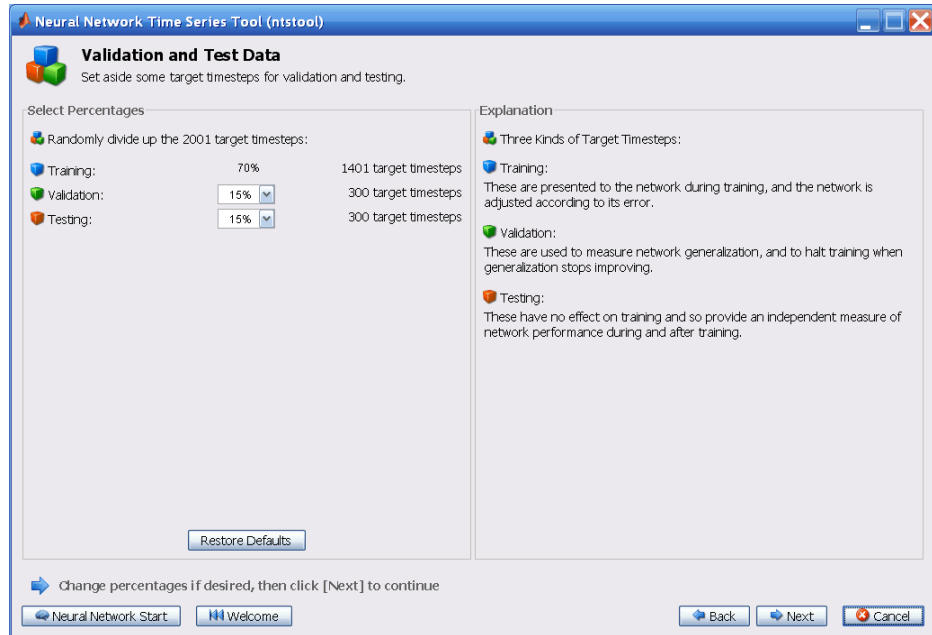 Neural Network Time Series Tool (ntstool)
Validation and Test Data
Set aside some target timesteps for validation and testing.
Select Percentages
Randomly divide up the 2001 target timesteps:
Training: 70% 1401 target timesteps
Validation: 15% 300 target timesteps
Testing: 15% 300 target timesteps
Restore Defaults
Explanation
Three Kinds of Target Timesteps:
Training:
These are presented to the network during training, and the network is
adjusted according to its error.
Validation:
These are used to measure network generalization, and to halt training when
generalization stops improving.
Testing:
These have no effect on training and so provide an independent measure of
network performance during and after training.
Change percentages if desired, then click [Next] to continue
Neural Network Start Welcome Back Next Cancel